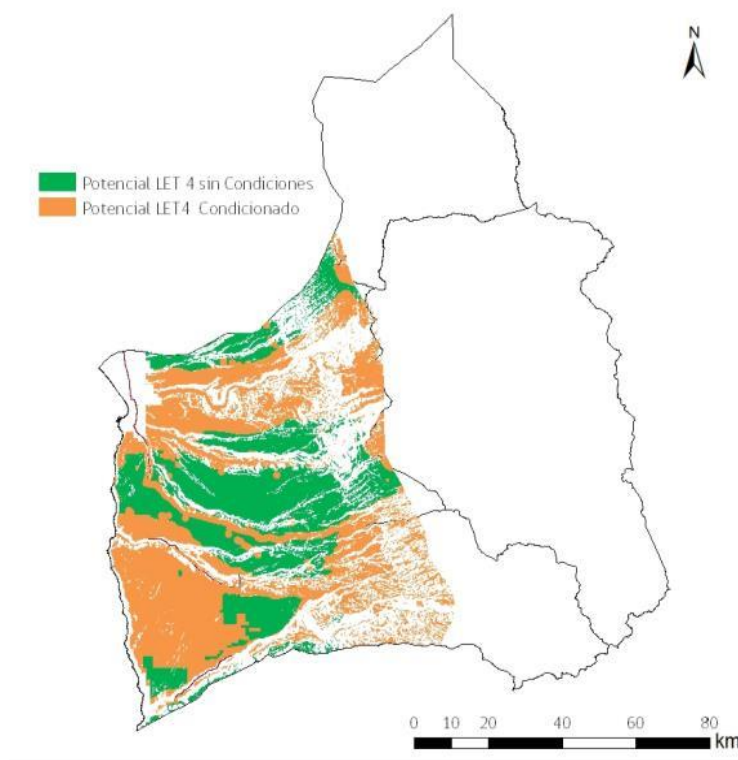 N
Potencial LET 4 sin Condiciones
Potencial LET4 Condicionado
0 10 20 40 60 80
km